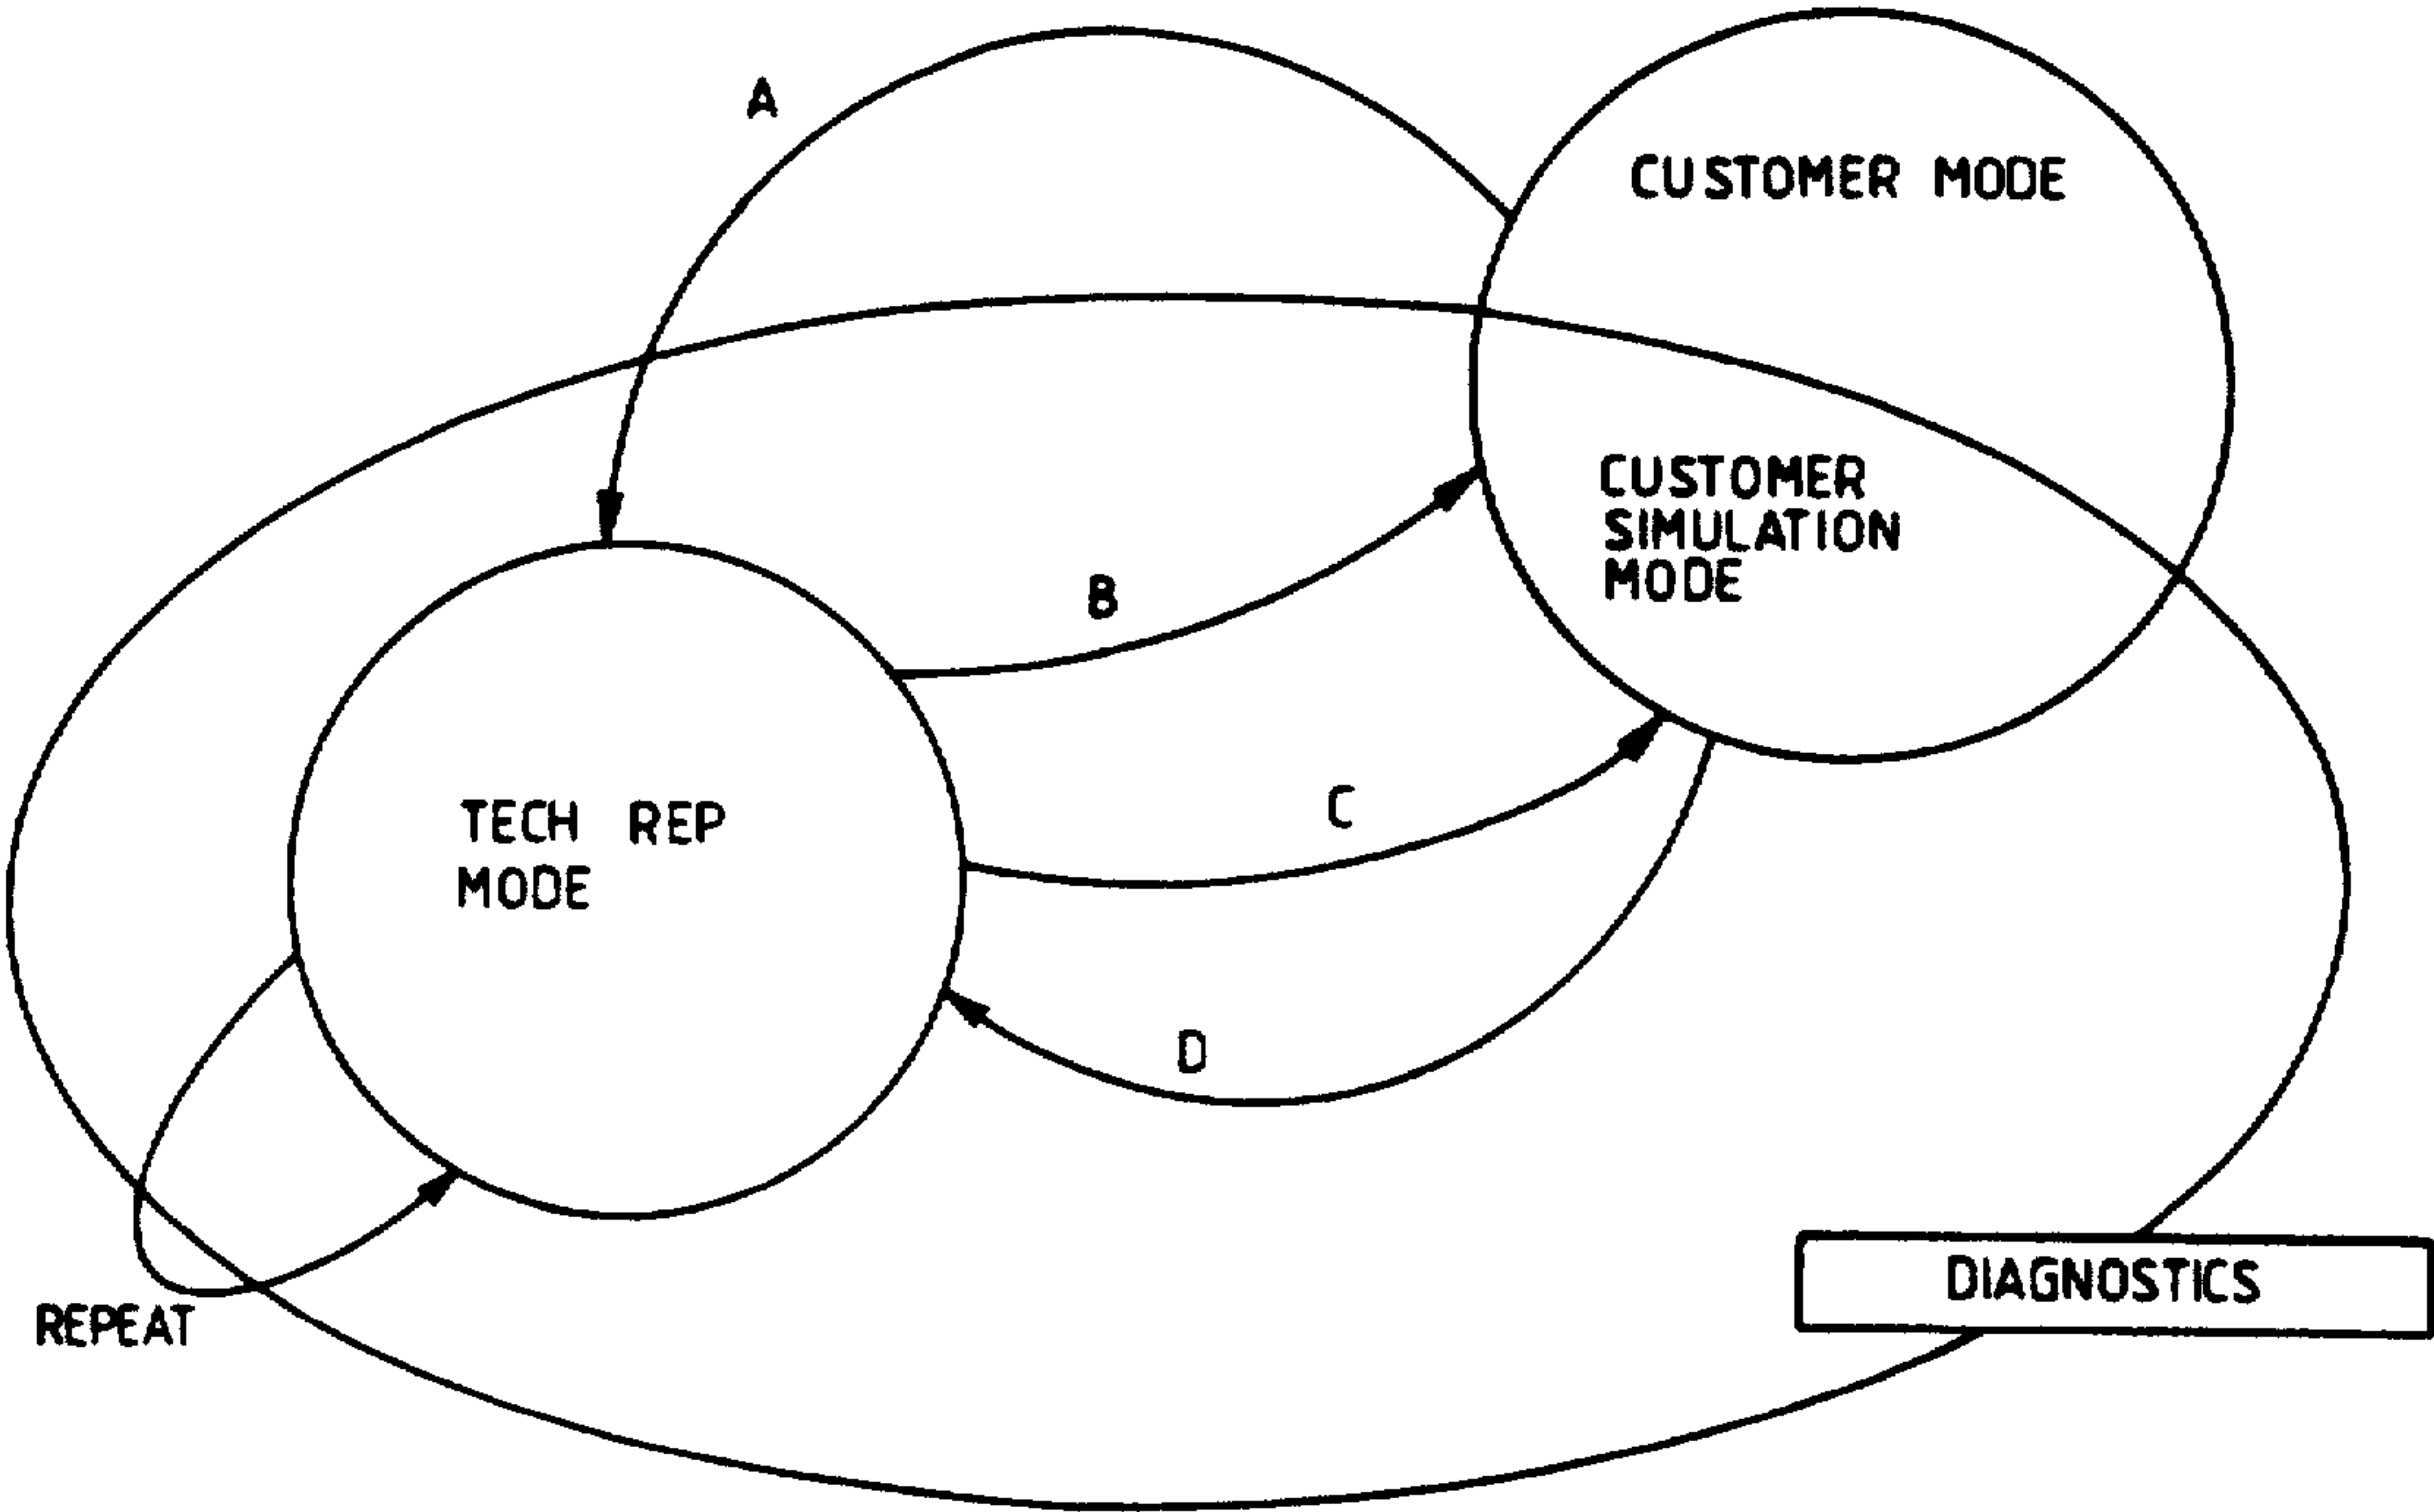 A
CUSTOMER MODE
CUSTOMER
SIMULATION
MODE
B
TECH REP
MODE
C
D
DIAGNOSTICS
REPEAT